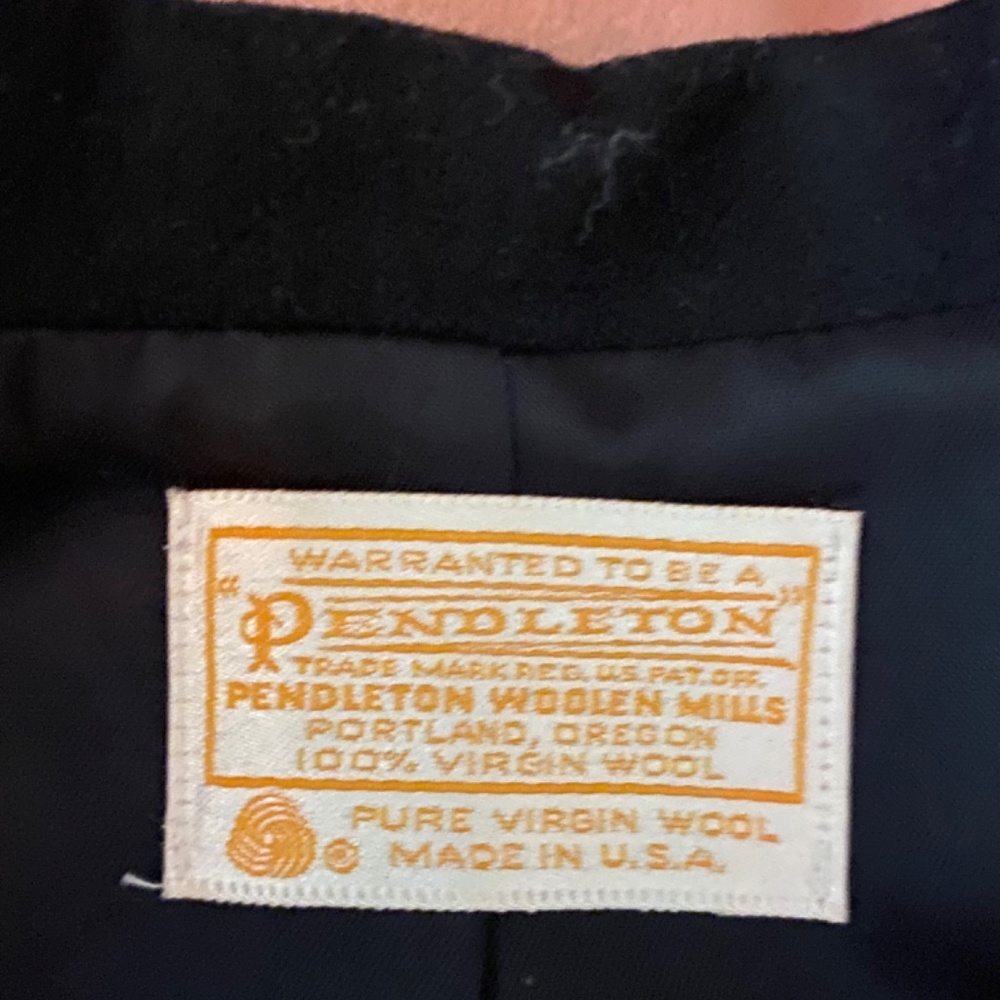 WARRANTED TO BE A
"PENDLETON"
TRADE MARK REG. U.S. PAT. OFF.
PENDLETON WOOLEN MILLS
PORTLAND, OREGON
100% VIRGIN WOOL
PURE VIRGIN WOOL
© MADE IN U.S.A.